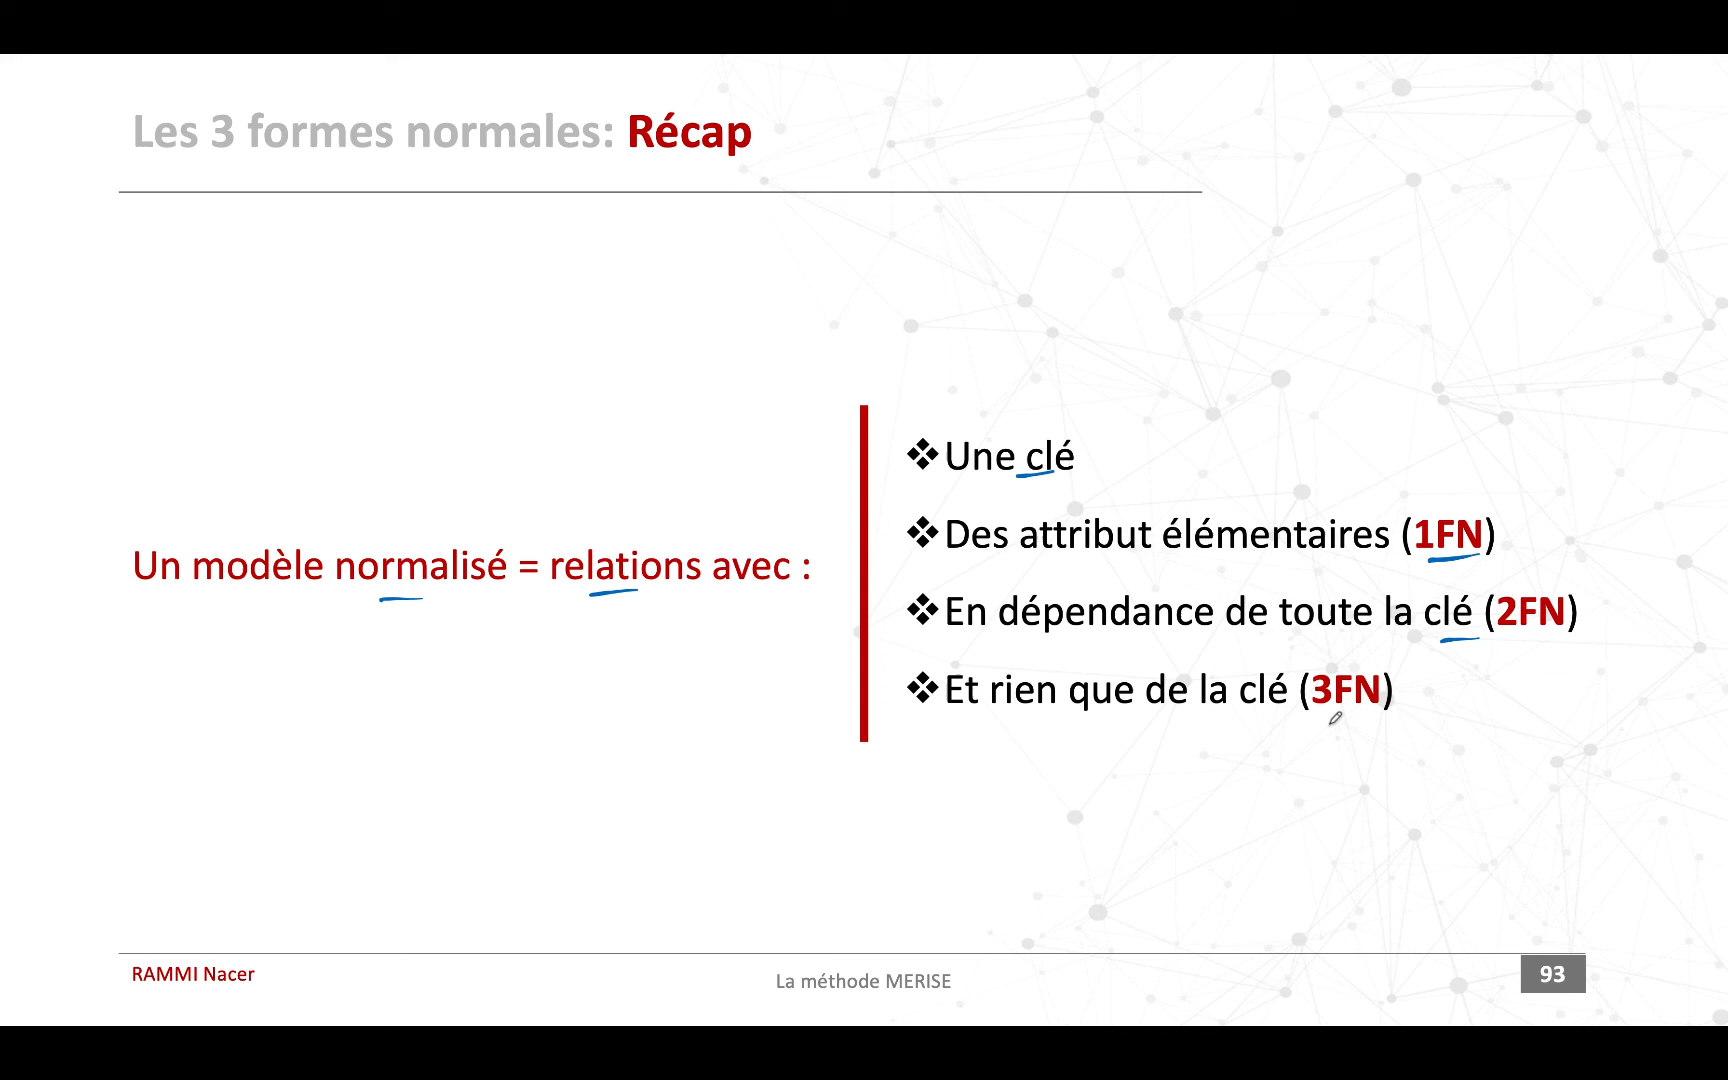 Les 3 formes normales: Récap
Un modèle normalisé = relations avec :
❖Une clé
❖Des attribut élémentaires (1FN)
❖En dépendance de toute la clé (2FN)
❖Et rien que de la clé (3FN)
RAMMI Nacer
La méthode MERISE
93